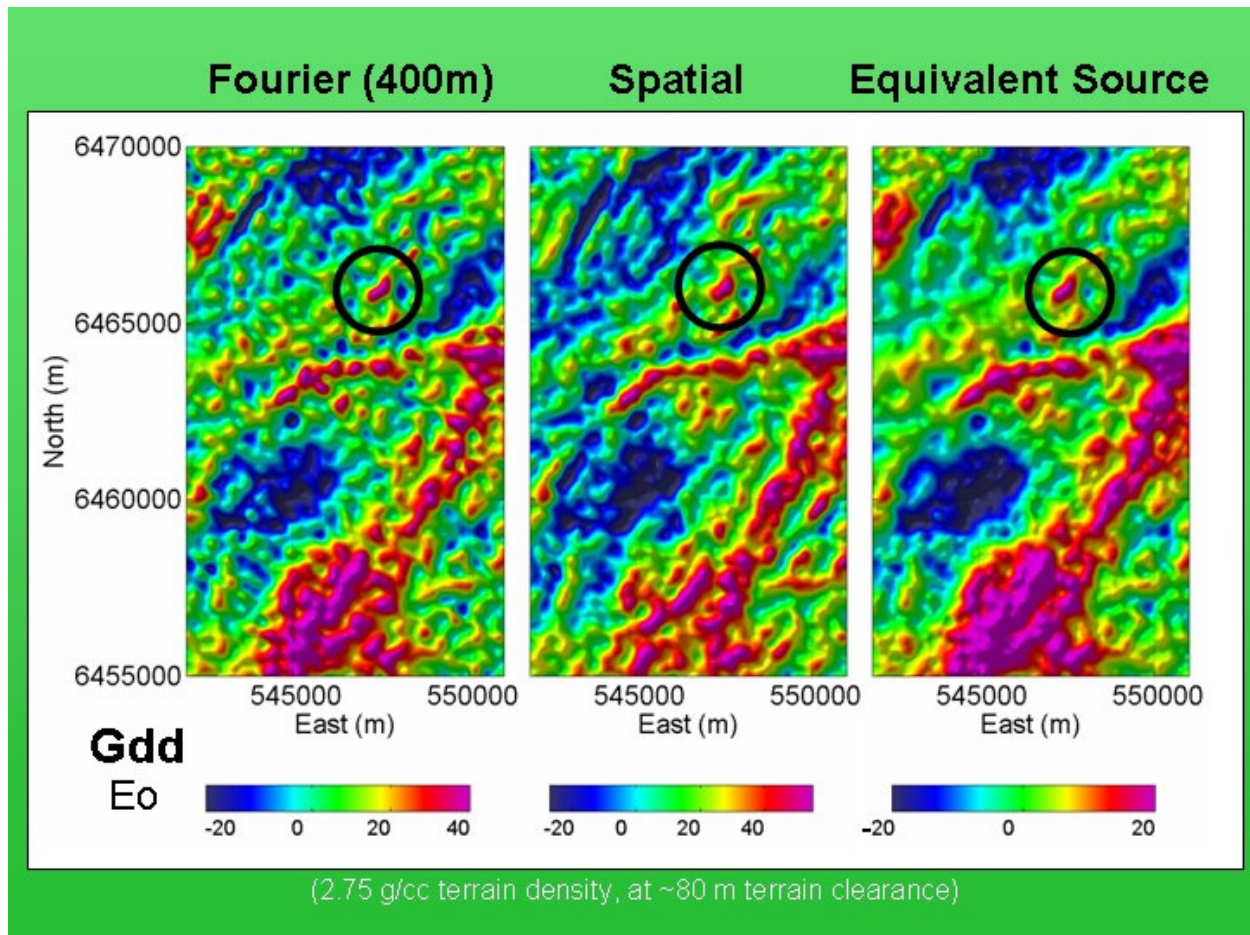 Fourier (400m) Spatial Equivalent Source
6470000
6465000
6460000
6455000
North (m)
545000 550000 545000 550000 545000 550000
East (m) East (m) East (m)
Gdd
Eo
-20 0 20 40 -20 0 20 40 -20 0 20
(2.75 g/cc terrain density, at ~80 m terrain clearance)